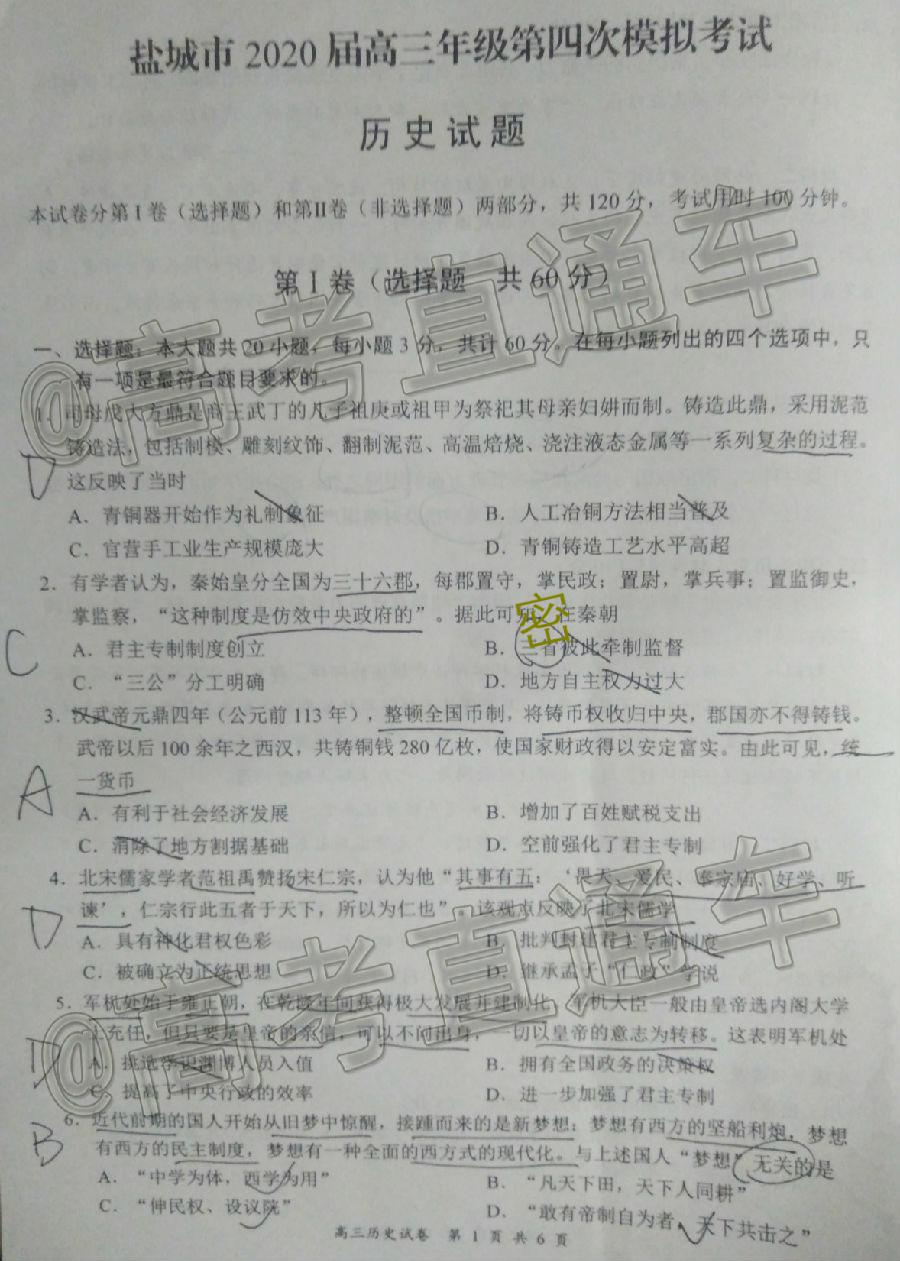 盐城市 2020 届高三年级第四次模拟考试
历史试题
本试卷分第Ⅰ卷（选择题）和第Ⅱ卷（非选择题）两部分，共 120 分，考试用时 100 分钟。
第Ⅰ卷（选择题 共 60 分）
一、选择题：本大题共 20 小题，每小题 3 分，共计 60 分。在每小题列出的四个选项中，只
有一项是最符合题目要求的。
1．司母戊大方鼎是商王武丁的儿子祖庚或祖甲为祭祀其母亲妇妌而制。铸造此鼎，采用泥范
铸造法，包括制模、雕刻纹饰、翻制泥范、高温焙烧、浇注液态金属等一系列复杂的过程。
D 这反映了当时
A．青铜器开始作为礼制象征 B．人工冶铜方法相当普及
C．官营手工业生产规模庞大 D．青铜铸造工艺水平高超
2．有学者认为，秦始皇分全国为三十六郡，每郡置守，掌民政；置尉，掌兵事；置监御史，
掌监察，“这种制度是仿效中央政府的”。据此可知，在秦朝
密
C A．君主专制制度创立 B．三省彼此牵制监督
C．“三公”分工明确 D．地方自主权力过大
3．汉武帝元鼎四年（公元前 113 年），整顿全国币制，将铸币权收归中央，郡国亦不得铸钱。
武帝以后 100 余年之西汉，共铸铜钱 280 亿枚，使国家财政得以安定富实。由此可见，统
A 一货币
A．有利于社会经济发展 B．增加了百姓赋税支出
C．消除了地方割据基础 D．空前强化了君主专制
4．北宋儒家学者范祖禹赞扬宋仁宗，认为他“其事有五：‘畏天、爱民、奉宗庙、好学、听
D 谏’，仁宗行此五者于天下，所以为仁也”。该观点反映了北宋儒学
A．具有神化君权色彩 B．批判封建君主专制制度
C．被确立为正统思想 D．继承孟子“仁政”学说
5．军机处始于雍正朝，在乾隆年间获得极大发展并建制化，军机大臣一般由皇帝选内阁大学
士充任，但只要是皇帝的亲信，可以不问出身，一切以皇帝的意志为转移。这表明军机处
D A．挑选学识渊博人员入值 B．拥有全国政务的决策权
C．提高了中央行政的效率 D．进一步加强了君主专制
6．近代前期的国人开始从旧梦中惊醒，接踵而来的是新梦想：梦想有西方的坚船利炮，梦想
B 有西方的民主制度，梦想有一种全面的西方式的现代化。与上述国人“梦想”无关的是
A．“中学为体，西学为用” B．“凡天下田，天下人同耕”
C．“伸民权、设议院” D．“敢有帝制自为者，天下共击之”
高三历史试卷 第 1 页 共 6 页
@高考直通车
@高考直通车